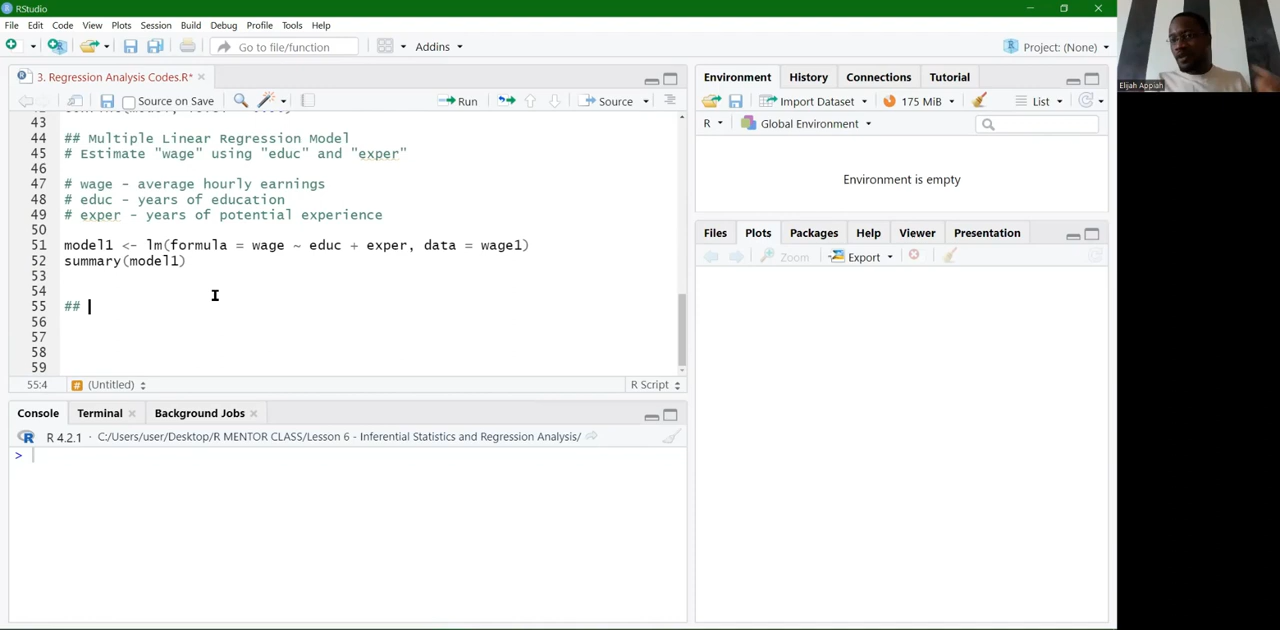 RStudio
File Edit Code View Plots Session Build Debug Profile Tools Help
Go to file/function Addins Project: (None)
3. Regression Analysis Codes.R*
Source on Save Run Source
43
44 ## Multiple Linear Regression Model
45 # Estimate "wage" using "educ" and "exper"
46
47 # wage - average hourly earnings
48 # educ - years of education
49 # exper - years of potential experience
50
51 model1 <- lm(formula = wage ~ educ + exper, data = wage1)
52 summary(model1)
53
54
55 ##
56
57
58
59
55:4 (Untitled) R Script
Console Terminal Background Jobs
R 4.2.1 · C:/Users/user/Desktop/R MENTOR CLASS/Lesson 6 - Inferential Statistics and Regression Analysis/
>
Environment History Connections Tutorial
Import Dataset 175 MiB List
R Global Environment
Environment is empty
Files Plots Packages Help Viewer Presentation
Zoom Export
Elijah Appiah